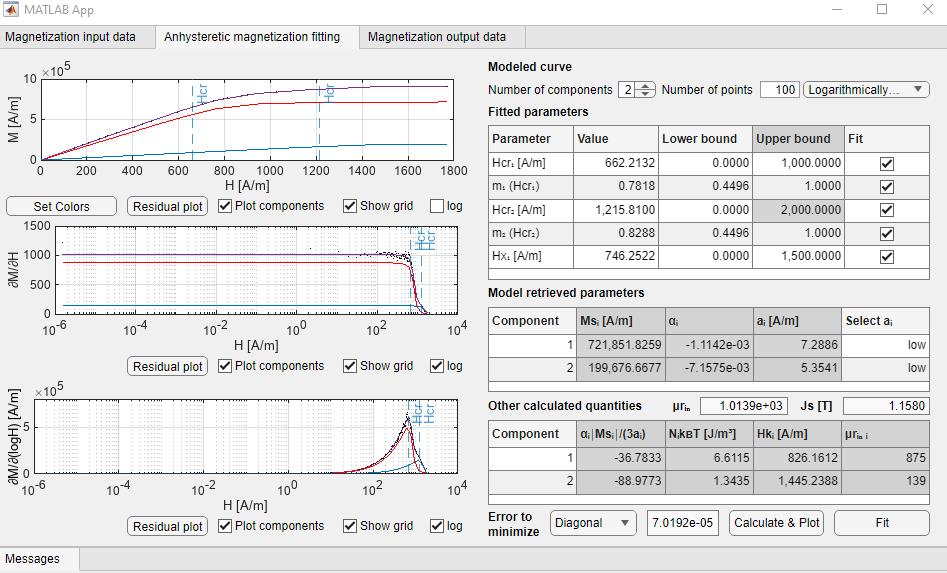 MATLAB App
Magnetization input data
Anhysteretic magnetization fitting
Magnetization output data
×10⁵
M [A/m]
10
5
0
Hcr
Hcr
0 200 400 600 800 1000 1200 1400 1600 1800
H [A/m]
Set Colors
Residual plot
Plot components
Show grid
log
∂M/∂H
1500
1000
500
0
Hcr
Hcr
10⁻⁶ 10⁻⁴ 10⁻² 10⁰ 10² 10⁴
H [A/m]
Residual plot
Plot components
Show grid
log
×10⁵
∂M/∂(logH) [A/m]
5
0
Hcr
Hcr
10⁻⁶ 10⁻⁴ 10⁻² 10⁰ 10² 10⁴
H [A/m]
Residual plot
Plot components
Show grid
log
Modeled curve
Number of components 2 Number of points 100 Logarithmically...
Fitted parameters
Parameter Value Lower bound Upper bound Fit
Hcr₁ [A/m] 662.2132 0.0000 1,000.0000
m₁ (Hcr₁) 0.7818 0.4496 1.0000
Hcr₂ [A/m] 1,215.8100 0.0000 2,000.0000
m₂ (Hcr₂) 0.8288 0.4496 1.0000
Hx₁ [A/m] 746.2522 0.0000 1,500.0000
Model retrieved parameters
Component Msᵢ [A/m] αᵢ aᵢ [A/m] Select aᵢ
1 721,851.8259 -1.1142e-03 7.2886 low
2 199,676.6677 -7.1575e-03 5.3541 low
Other calculated quantities μrᵢₙ 1.0139e+03 Js [T] 1.1580
Component αᵢ|Msᵢ|/(3aᵢ) NᵢkʙT [J/m³] Hkᵢ [A/m] μrᵢₙ ᵢ
1 -36.7833 6.6115 826.1612 875
2 -88.9773 1.3435 1,445.2388 139
Error to
minimize
Diagonal 7.0192e-05 Calculate & Plot Fit
Messages